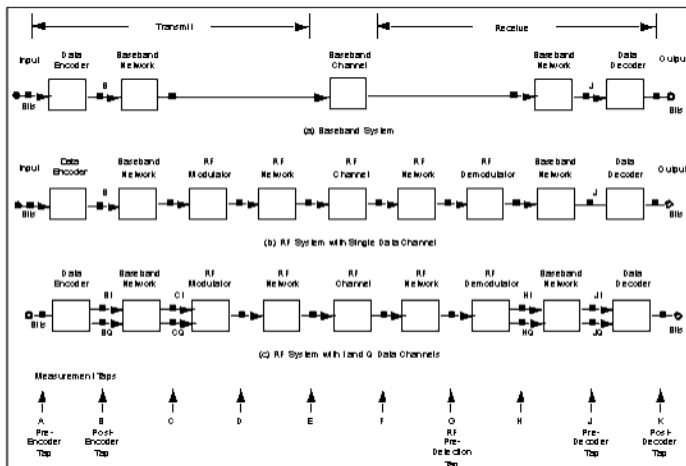 Transmit
Receive
Input
Data Encoder
Baseband Network
Baseband Channel
Baseband Network
Data Decoder
Output
Bits
B
J
Bits
(a) Baseband System
Input
Data Encoder
Baseband Network
RF Modulator
RF Network
RF Channel
RF Network
RF Demodulator
Baseband Network
Data Decoder
Output
Bits
B
J
Bits
(b) RF System with Single Data Channel
Data Encoder
Baseband Network
RF Modulator
RF Network
RF Channel
RF Network
RF Demodulator
Baseband Network
Data Decoder
Bits
BI
CI
HI
JI
BQ
CQ
HQ
JQ
Bits
(c) RF System with I and Q Data Channels
Measurement Taps
A
B
C
D
E
F
G
H
J
K
Pre-Encoder Tap
Post-Encoder Tap
RF Pre-Detection Tap
Pre-Decoder Tap
Post-Decoder Tap